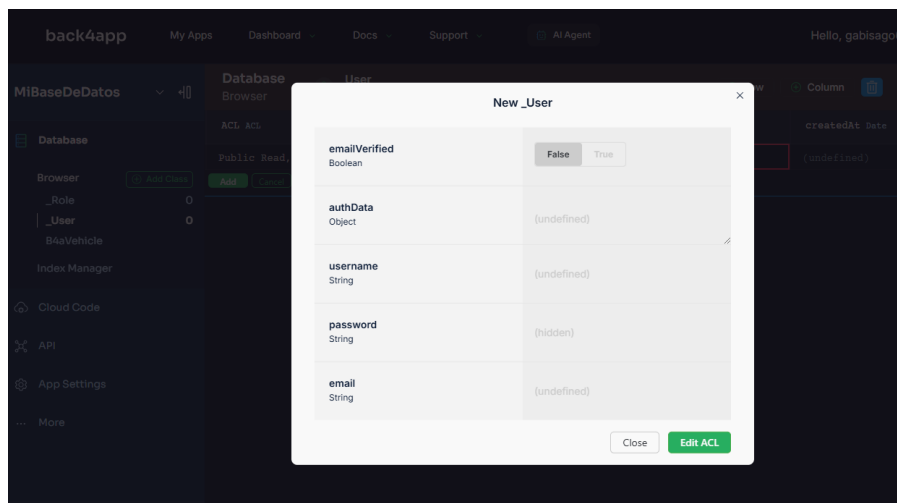 back4app My Apps Dashboard Docs Support AI Agent Hello, gabisago
MiBaseDeDatos
Database User
Browser
Column
ACL ACL
createdAt Date
Database
Public Read,
(undefined)
Browser Add Class
Add Cancel
_Role 0
_User 0
B4aVehicle
Index Manager
Cloud Code
API
App Settings
More
New _User
emailVerified
Boolean
False True
authData
Object
(undefined)
username
String
(undefined)
password
String
(hidden)
email
String
(undefined)
Close Edit ACL